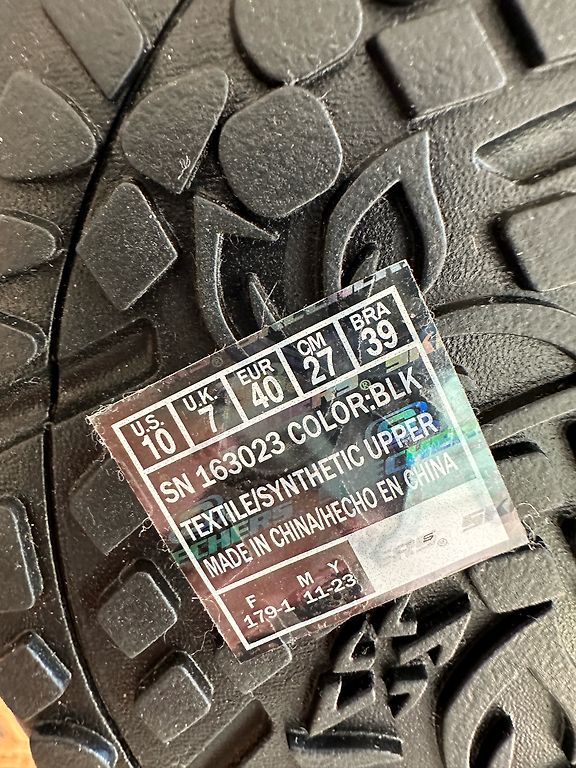 U.S. U.K. EUR CM BRA
10 7 40 27 39
SN 163023 COLOR:BLK
TEXTILE/SYNTHETIC UPPER
MADE IN CHINA/HECHO EN CHINA
F M Y
179-1 11-23